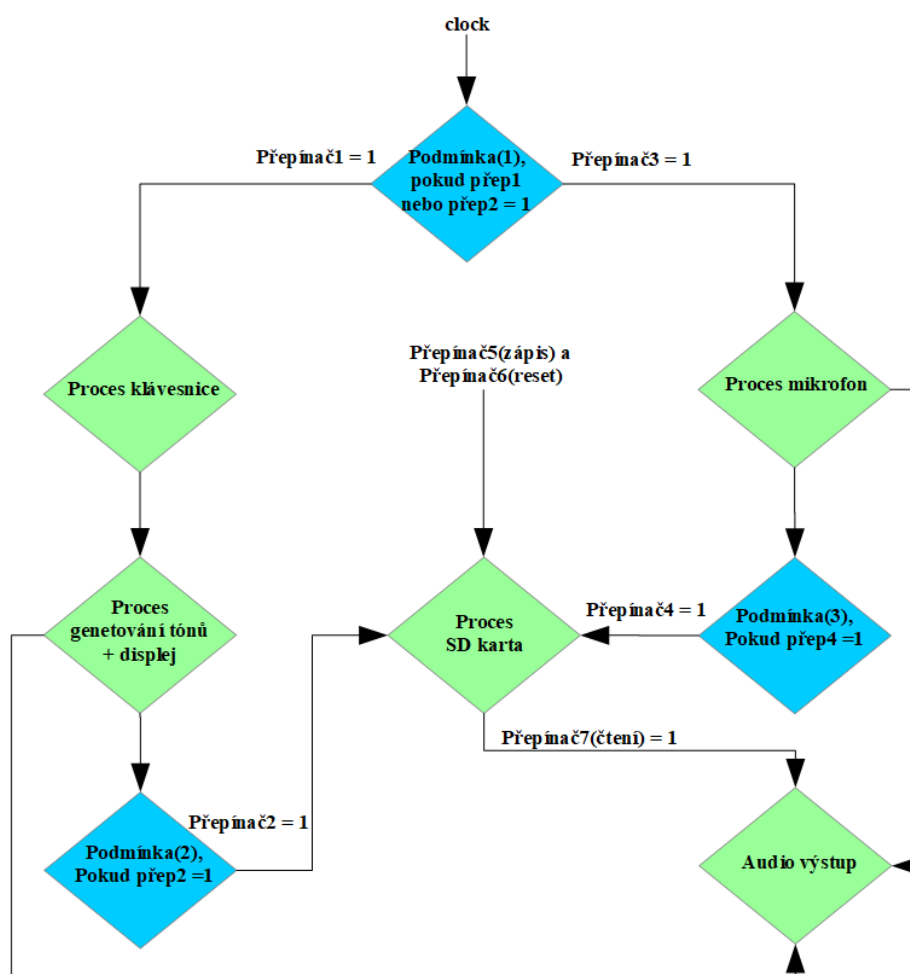 clock
Přepínač1 = 1
Podmínka(1),
pokud přep1
nebo přep2 = 1
Přepínač3 = 1
Proces klávesnice
Přepínač5(zápis) a
Přepínač6(reset)
Proces mikrofon
Proces
genetování tónů
+ displej
Proces
SD karta
Přepínač4 = 1
Podmínka(3),
Pokud přep4 =1
Přepínač7(čtení) = 1
Přepínač2 = 1
Podmínka(2),
Pokud přep2 =1
Audio výstup